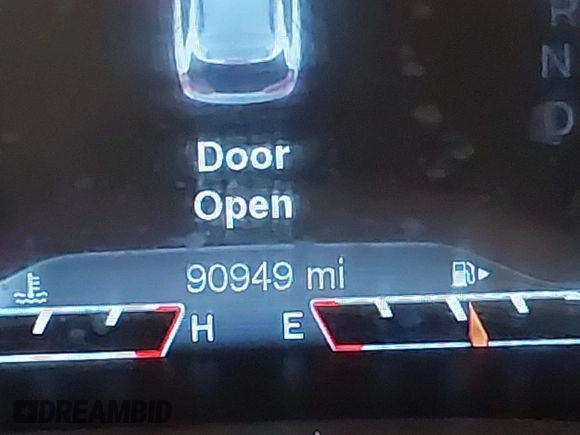 R
N
D
Door
Open
90949 mi
H E
DREAMBID